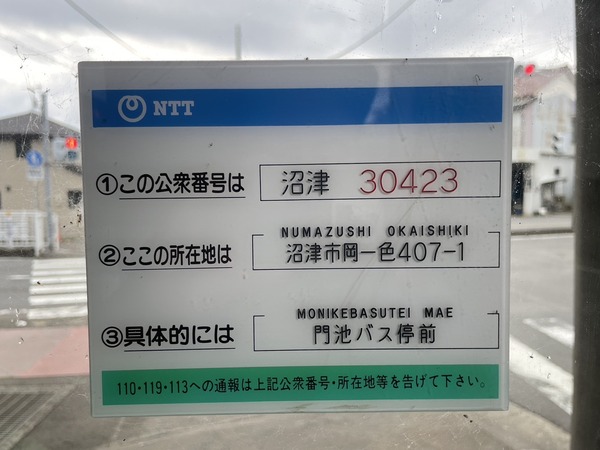 NTT
①この公衆番号は 沼津 30423
NUMAZUSHI OKAISHIKI
②ここの所在地は 沼津市岡一色407-1
MONIKEBASUTEI MAE
③具体的には 門池バス停前
110・119・113への通報は上記公衆番号・所在地等を告げて下さい。